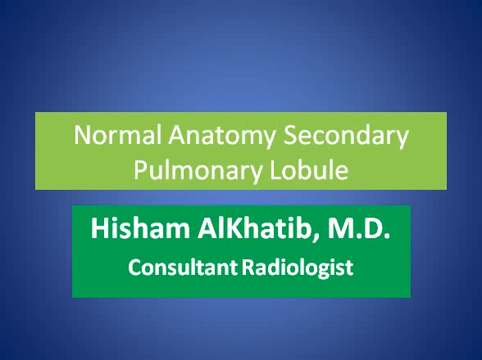 Normal Anatomy Secondary
Pulmonary Lobule
Hisham AlKhatib, M.D.
Consultant Radiologist